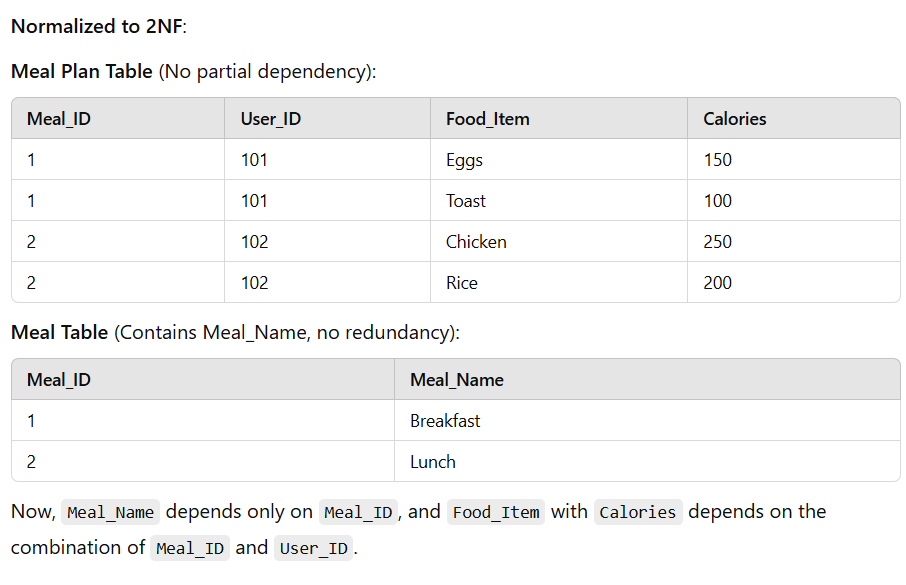 Normalized to 2NF:
Meal Plan Table (No partial dependency):
Meal_ID User_ID Food_Item Calories
1 101 Eggs 150
1 101 Toast 100
2 102 Chicken 250
2 102 Rice 200
Meal Table (Contains Meal_Name, no redundancy):
Meal_ID Meal_Name
1 Breakfast
2 Lunch
Now, Meal_Name depends only on Meal_ID, and Food_Item with Calories depends on the
combination of Meal_ID and User_ID.